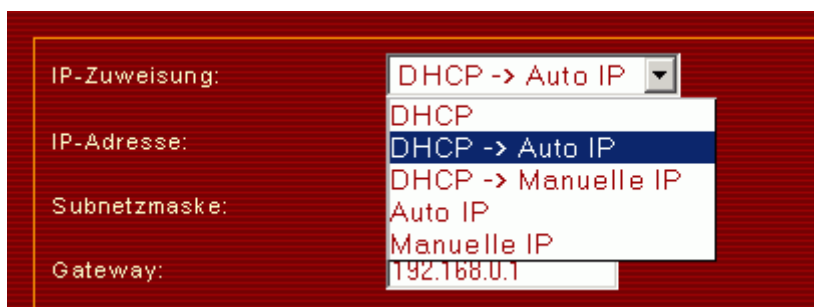 IP-Zuweisung: DHCP -> Auto IP
DHCP
IP-Adresse: DHCP -> Auto IP
DHCP -> Manuelle IP
Subnetzmaske: Auto IP
Manuelle IP
Gateway: 192.168.0.1